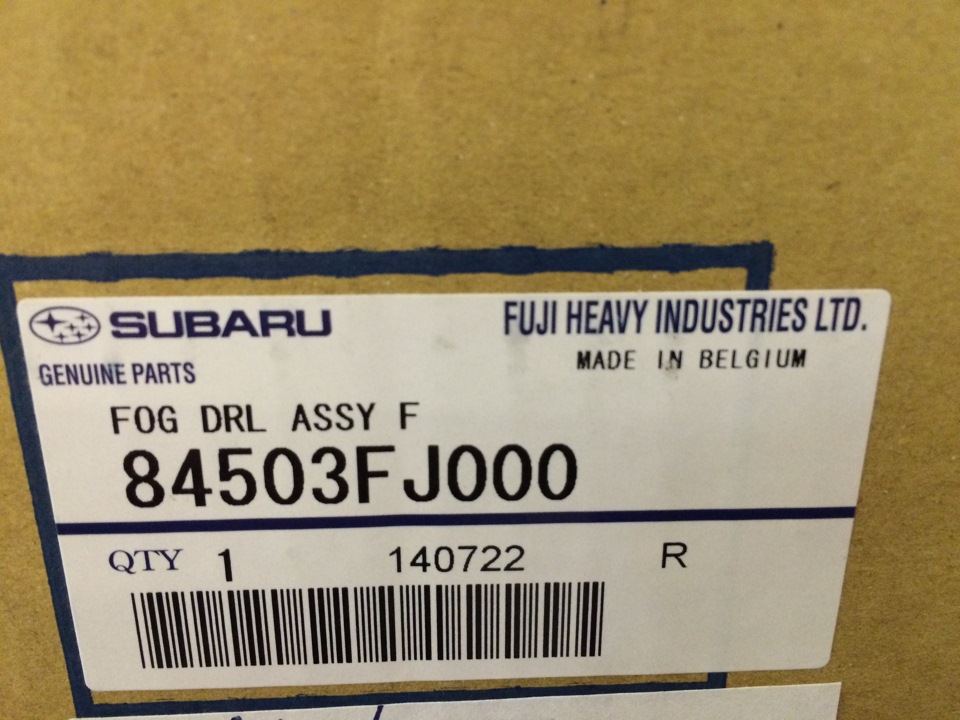 SUBARU FUJI HEAVY INDUSTRIES LTD.
GENUINE PARTS MADE IN BELGIUM
FOG DRL ASSY F
84503FJ000
QTY 1 140722 R